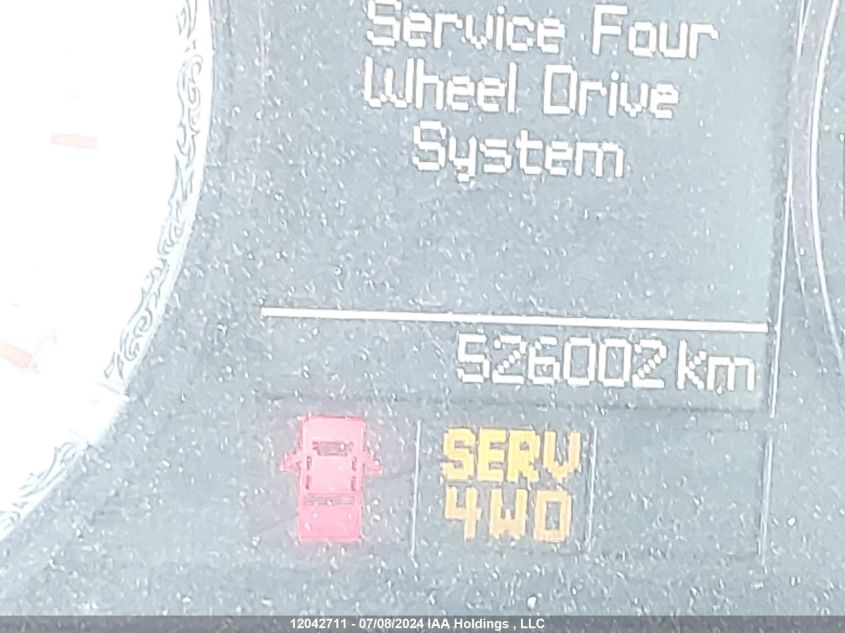 Service Four
Wheel Drive
System
526002 km
SERV
4WD
12042711 - 07/08/2024 IAA Holdings , LLC